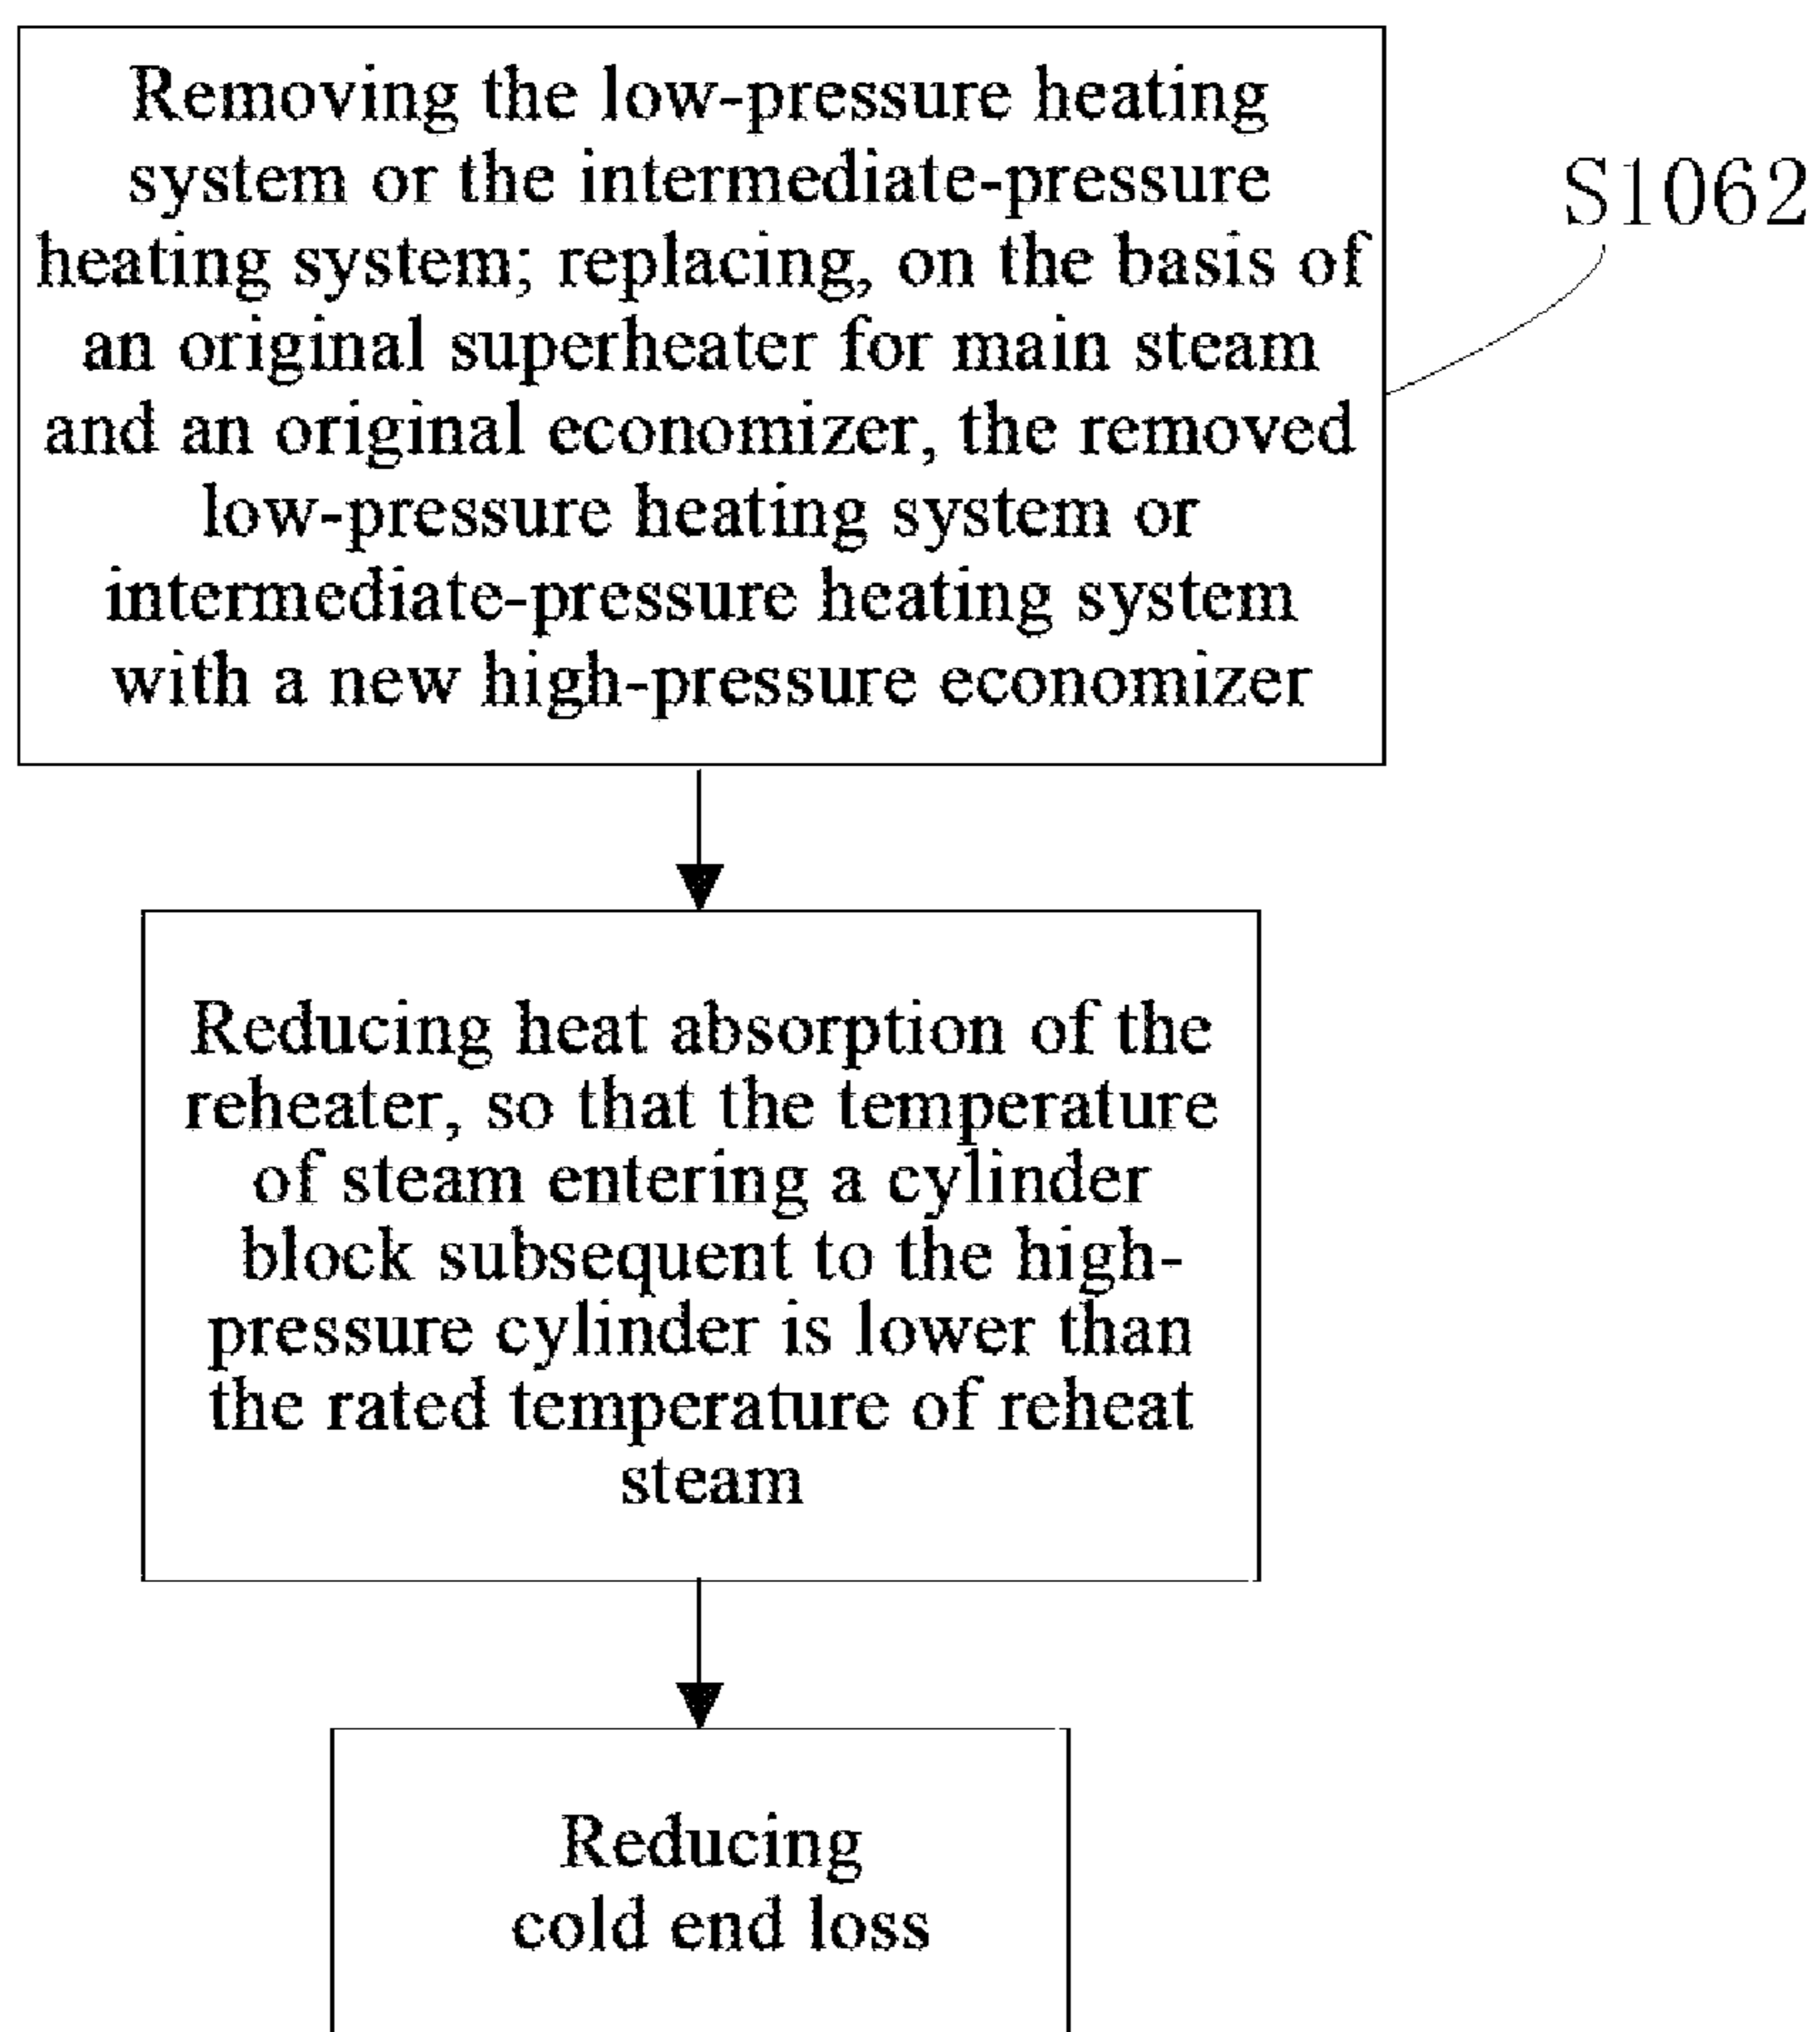 Removing the low-pressure heating
system or the intermediate-pressure
heating system; replacing, on the basis of
an original superheater for main steam
and an original economizer, the removed
low-pressure heating system or
intermediate-pressure heating system
with a new high-pressure economizer
S1062
Reducing heat absorption of the
reheater, so that the temperature
of steam entering a cylinder
block subsequent to the high-
pressure cylinder is lower than
the rated temperature of reheat
steam
Reducing
cold end loss